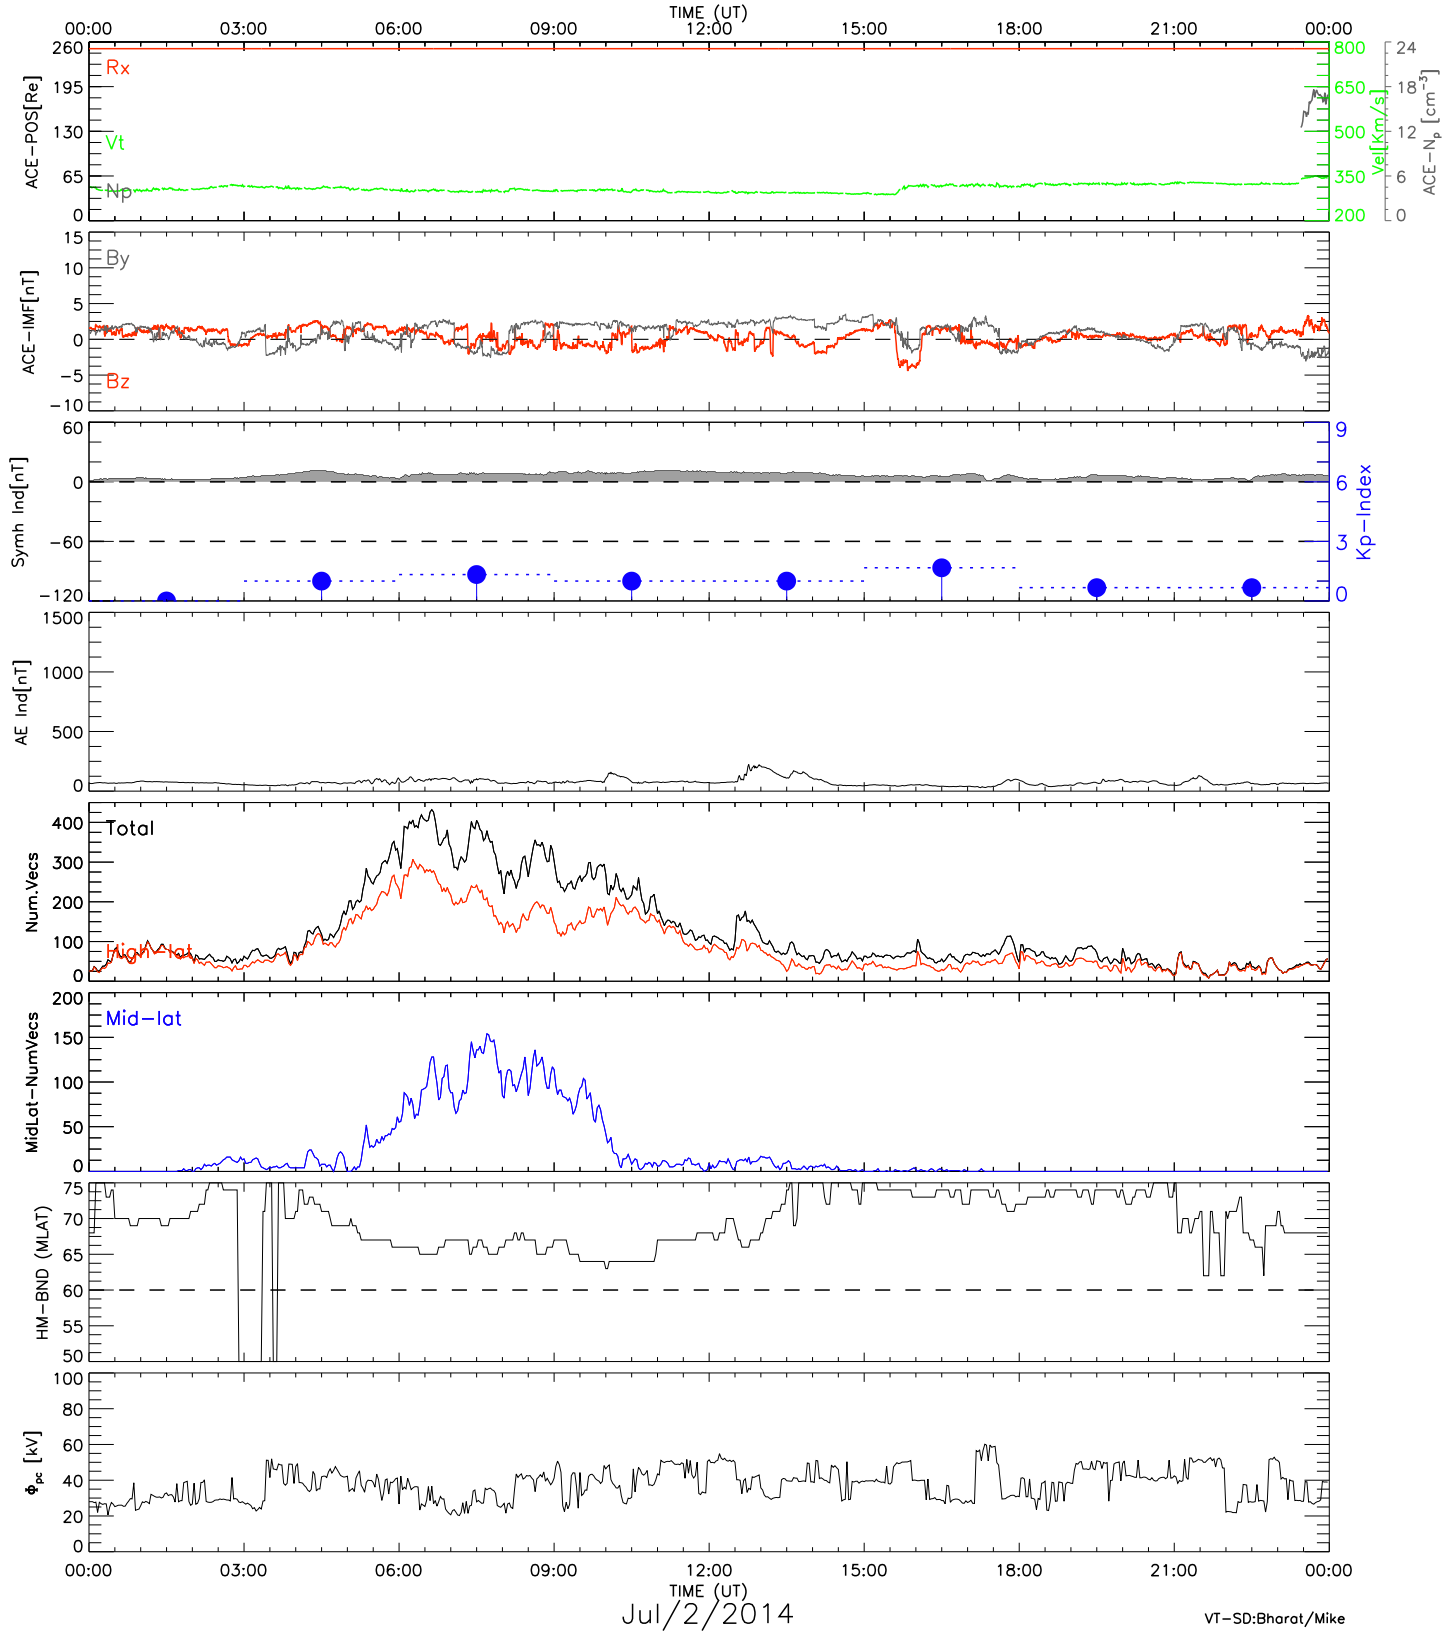 TIME (UT)
00:00 03:00 06:00 09:00 12:00 15:00 18:00 21:00 00:00
260 195 130 65 0
ACE-POS[Re]
Rx
Vt
Np
800 650 500 350 200
Vel[Km/s]
24 18 12 6 0
ACE-Np [cm⁻³]
15 10 5 0 -5 -10
ACE-IMF[nT]
By
Bz
60 0 -60 -120
Symh Ind[nT]
9 6 3 0
Kp-Index
1500 1000 500 0
AE Ind[nT]
400 300 200 100 0
Num.Vecs
Total
High-lat
200 150 100 50 0
MidLat-NumVecs
Mid-lat
75 70 65 60 55 50
HM-BND (MLAT)
100 80 60 40 20 0
Φpc [kV]
00:00 03:00 06:00 09:00 12:00 15:00 18:00 21:00 00:00
TIME (UT)
Jul/2/2014
VT-SD:Bharat/Mike